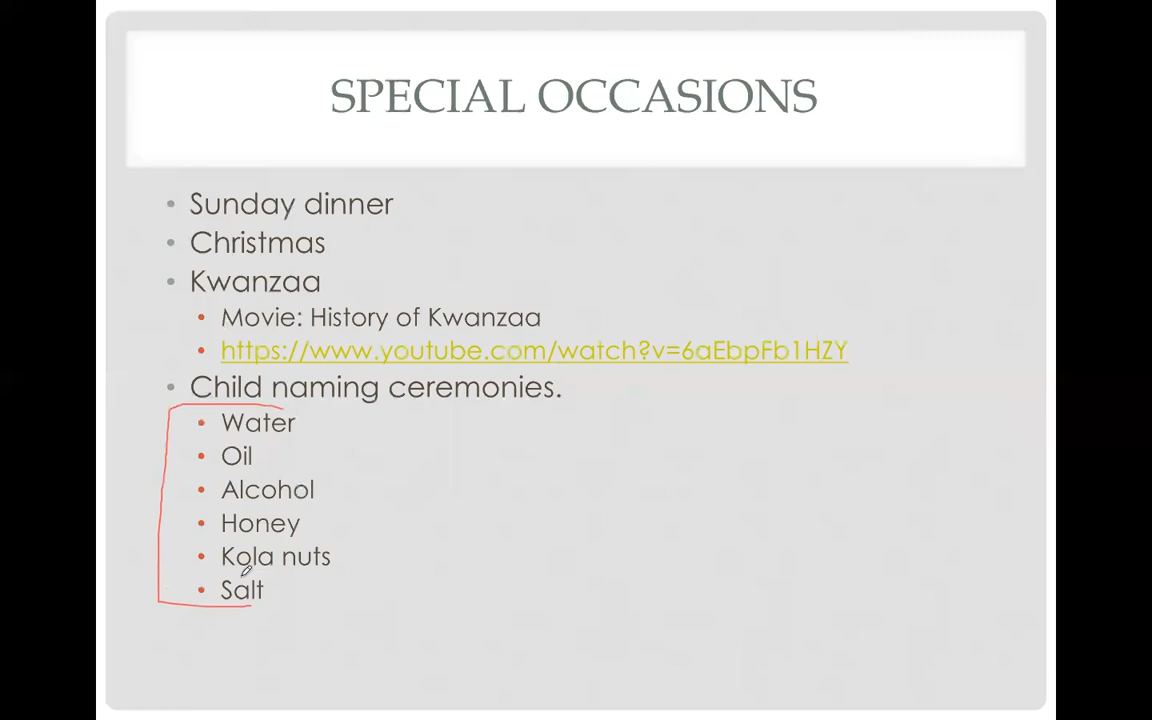 SPECIAL OCCASIONS
• Sunday dinner
• Christmas
• Kwanzaa
• Movie: History of Kwanzaa
• https://www.youtube.com/watch?v=6aEbpFb1HZY
• Child naming ceremonies.
• Water
• Oil
• Alcohol
• Honey
• Kola nuts
• Salt